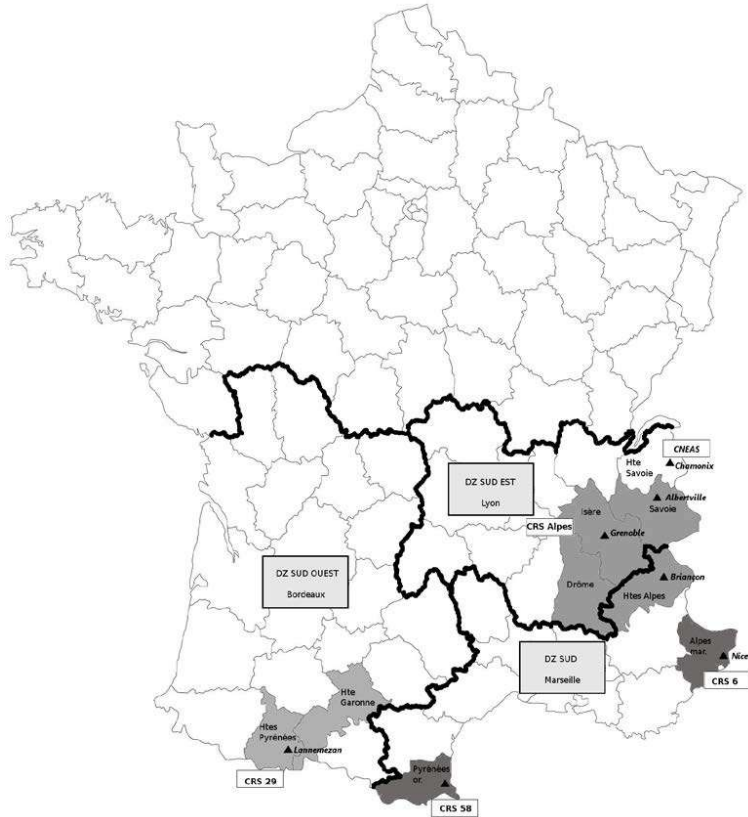 CNEAS
Hte
Savoie
Chamonix
DZ SUD EST
Lyon
Albertville
Savoie
Isère
CRS Alpes
Grenoble
DZ SUD OUEST
Bordeaux
Briançon
Drôme
Htes Alpes
Alpes
mar.
Nice
DZ SUD
Marseille
CRS 6
Hte
Garonne
Htes
Pyrénées
Lannemezan
CRS 29
Pyrénées
or.
CRS 58